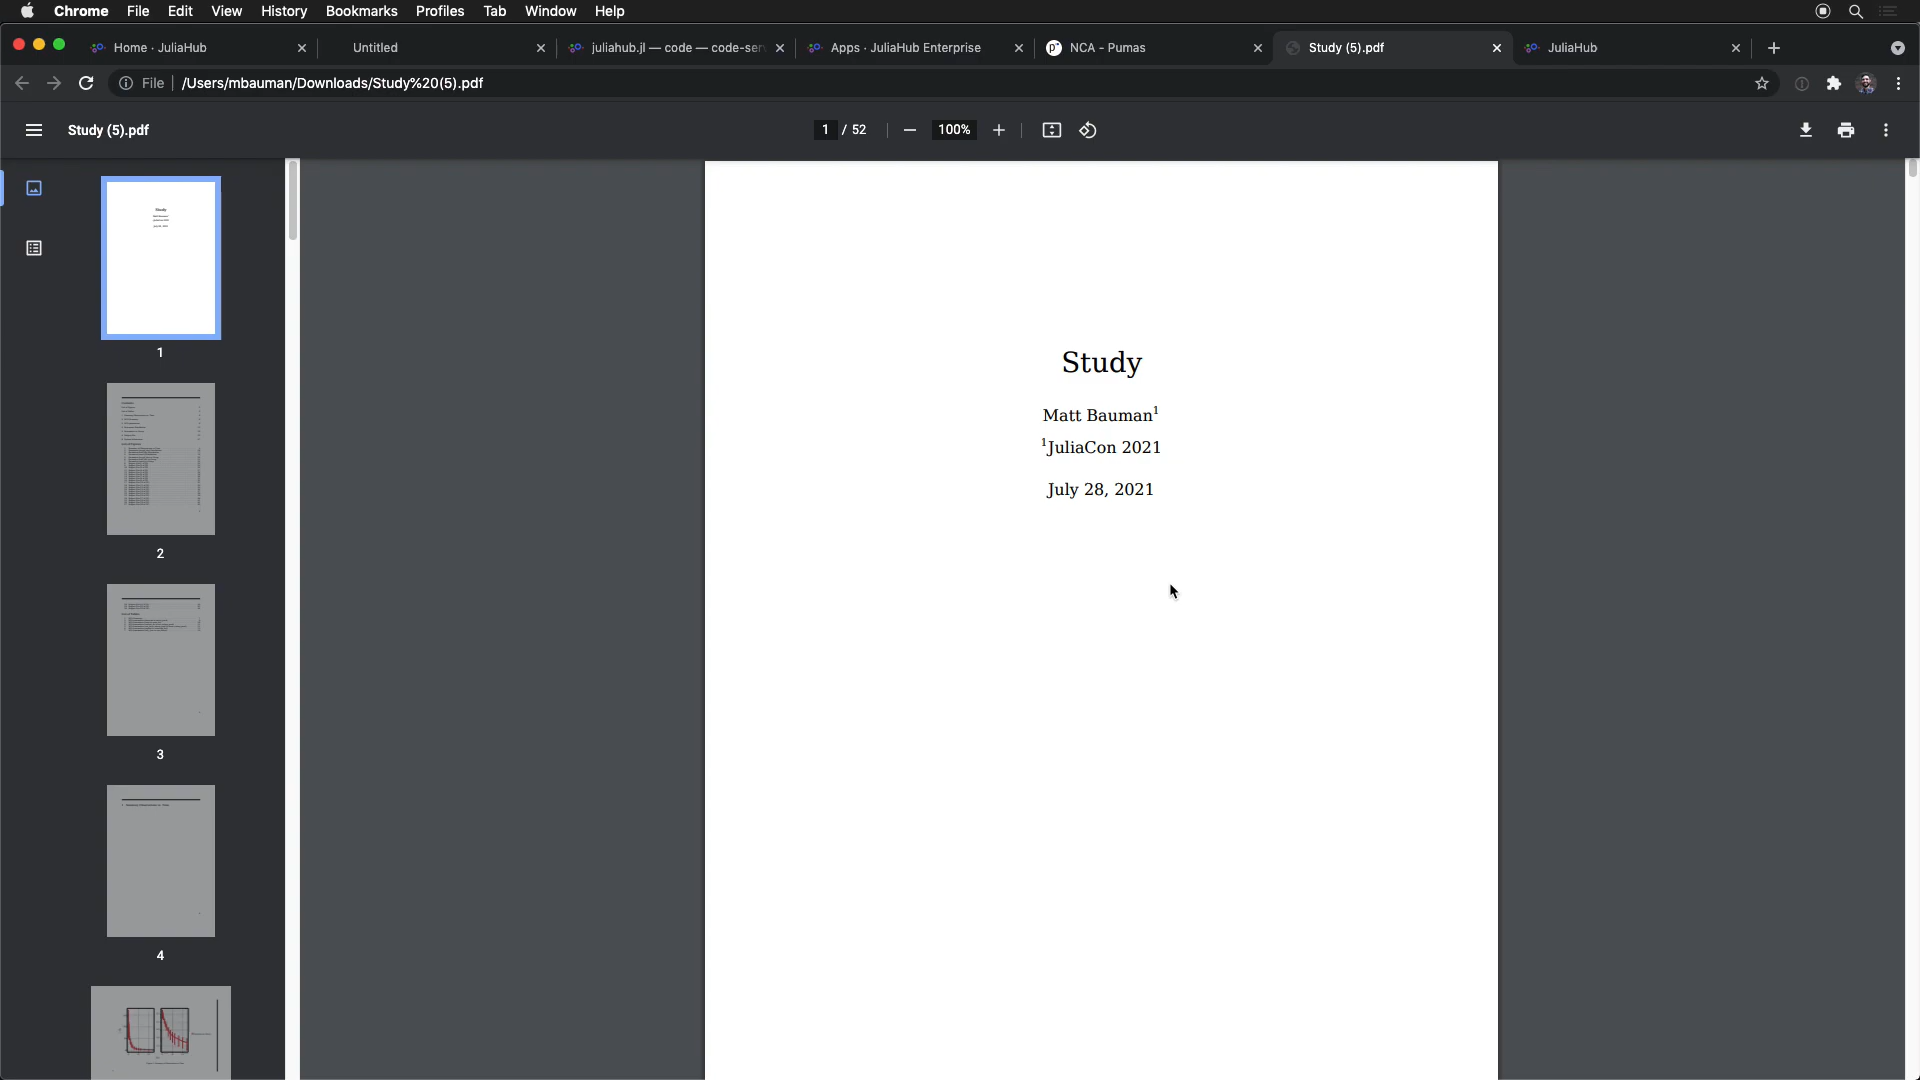 Chrome File Edit View History Bookmarks Profiles Tab Window Help
Home · JuliaHub
Untitled
juliahub.jl — code — code-ser
Apps · JuliaHub Enterprise
NCA - Pumas
Study (5).pdf
JuliaHub
File /Users/mbauman/Downloads/Study%20(5).pdf
Study (5).pdf
1 / 52
100%
Study
Matt Bauman¹
¹JuliaCon 2021
July 28, 2021
1
2
3
4